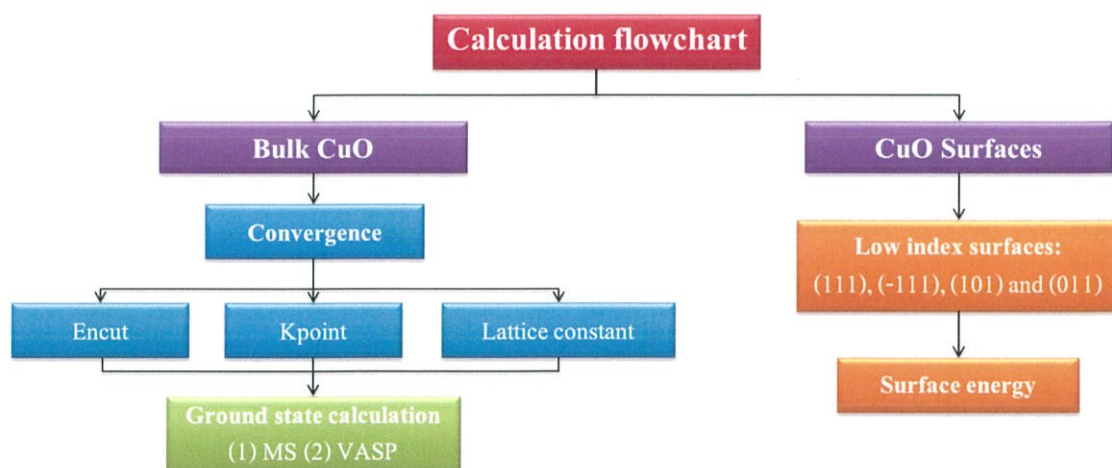 Calculation flowchart
Bulk CuO
CuO Surfaces
Convergence
Low index surfaces:
(111), (-111), (101) and (011)
Encut
Kpoint
Lattice constant
Surface energy
Ground state calculation
(1) MS (2) VASP